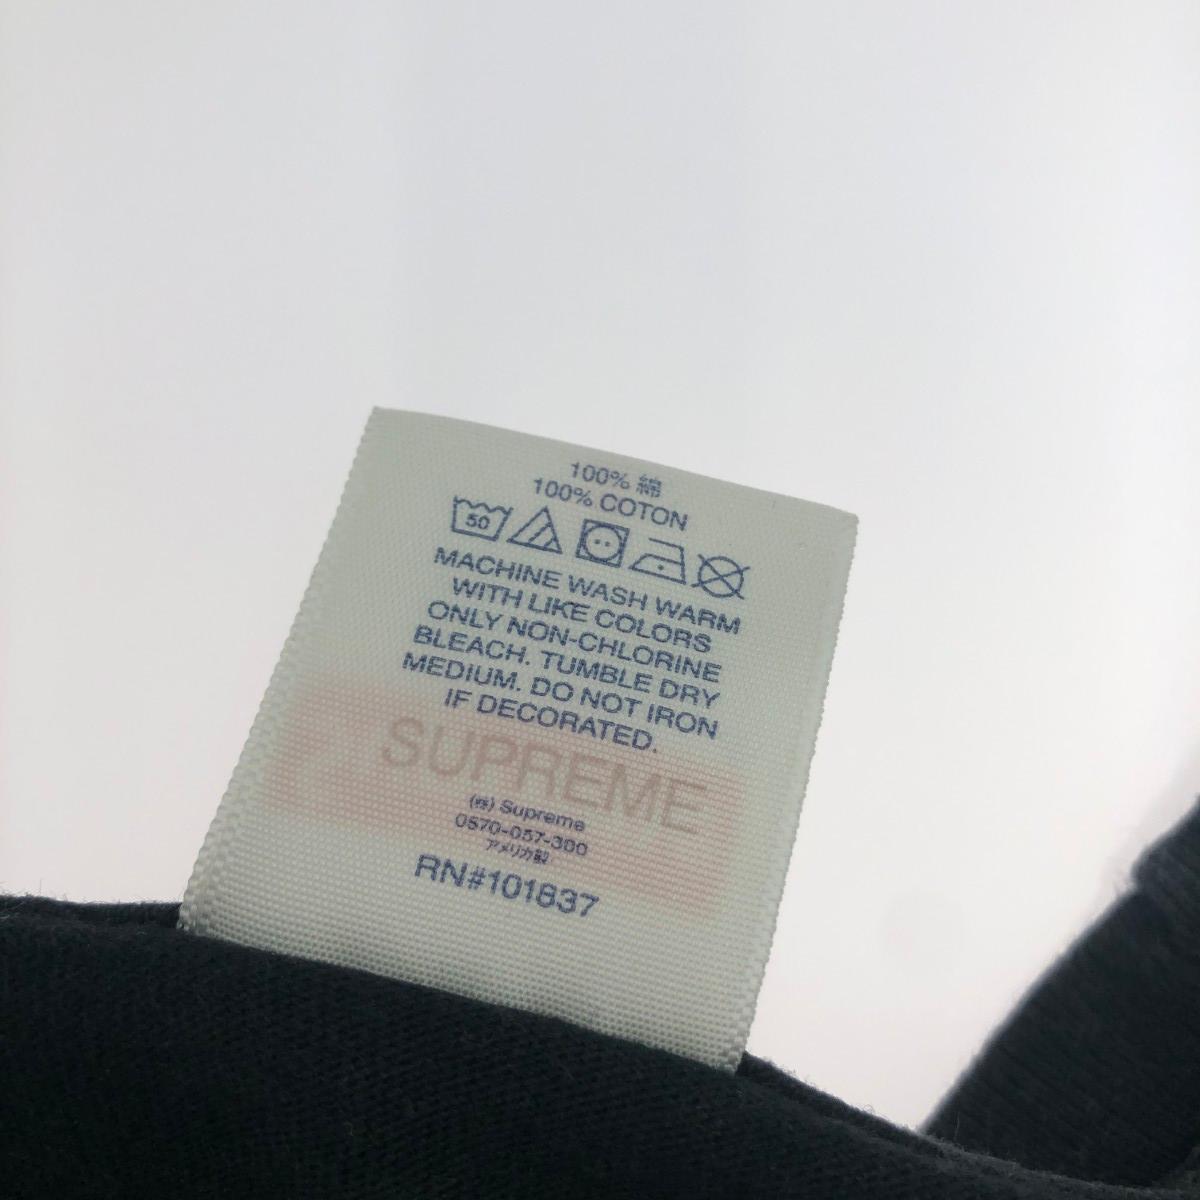 100% 綿
100% COTON
50
MACHINE WASH WARM
WITH LIKE COLORS
ONLY NON-CHLORINE
BLEACH. TUMBLE DRY
MEDIUM. DO NOT IRON
IF DECORATED.
SUPREME
(株) Supreme
0570-057-300
アメリカ製
RN#101837